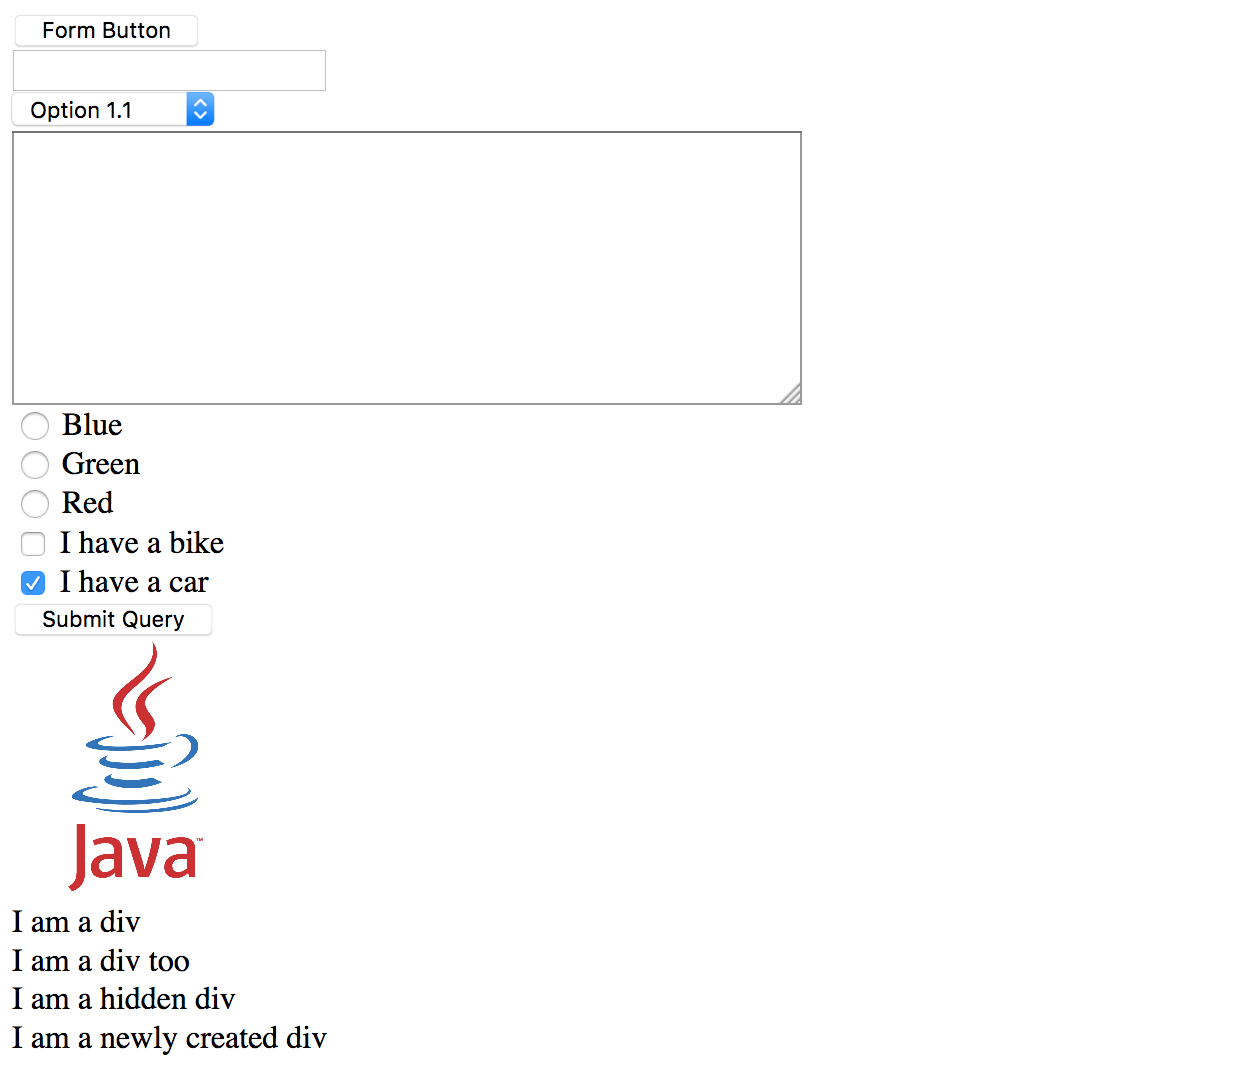 Form Button
Option 1.1
Blue
Green
Red
I have a bike
I have a car
Submit Query
Java™
I am a div
I am a div too
I am a hidden div
I am a newly created div